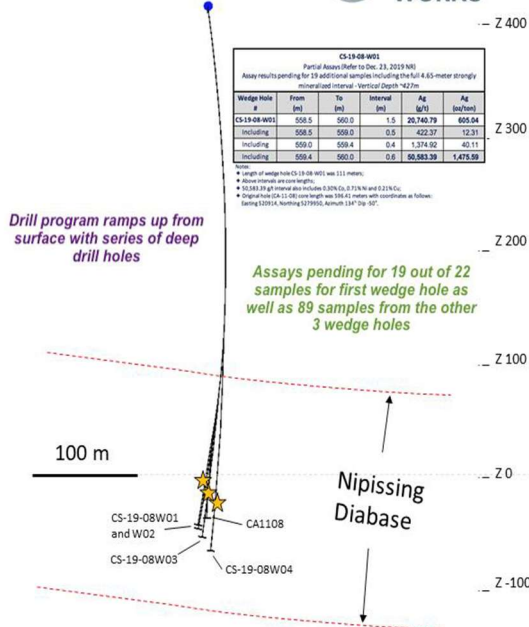 WORKS
Z 400
CS-19-08-W01
Partial Assays (Refer to Dec. 23, 2019 NR)
Assay results pending for 19 additional samples including the full 4.65-meter strongly
mineralized interval - Vertical Depth ~427m
Wedge Hole # From (m) To (m) Interval (m) Ag (g/t) Ag (oz/ton)
CS-19-08-W01 558.5 560.0 1.5 20,740.79 605.04
Including 558.5 559.0 0.5 422.37 12.31
Including 559.0 559.4 0.4 1,374.92 40.11
Including 559.4 560.0 0.6 50,583.39 1,475.59
Notes:
Length of wedge hole CS-19-08-W01 was 111 meters;
Above intervals are core lengths;
50,583.39 g/t interval also includes 0.30% Co, 0.71% Ni and 0.21% Cu;
Original hole (CA-11-08) core length was 596.41 meters with coordinates as follows:
Easting 520914, Northing 5279950, Azimuth 134° Dip -50°.
Z 300
Drill program ramps up from
surface with series of deep
drill holes
Z 200
Assays pending for 19 out of 22
samples for first wedge hole as
well as 89 samples from the other
3 wedge holes
Z 100
100 m
Z 0
Nipissing
Diabase
CS-19-08W01
and W02
CA1108
CS-19-08W03
CS-19-08W04
Z -100